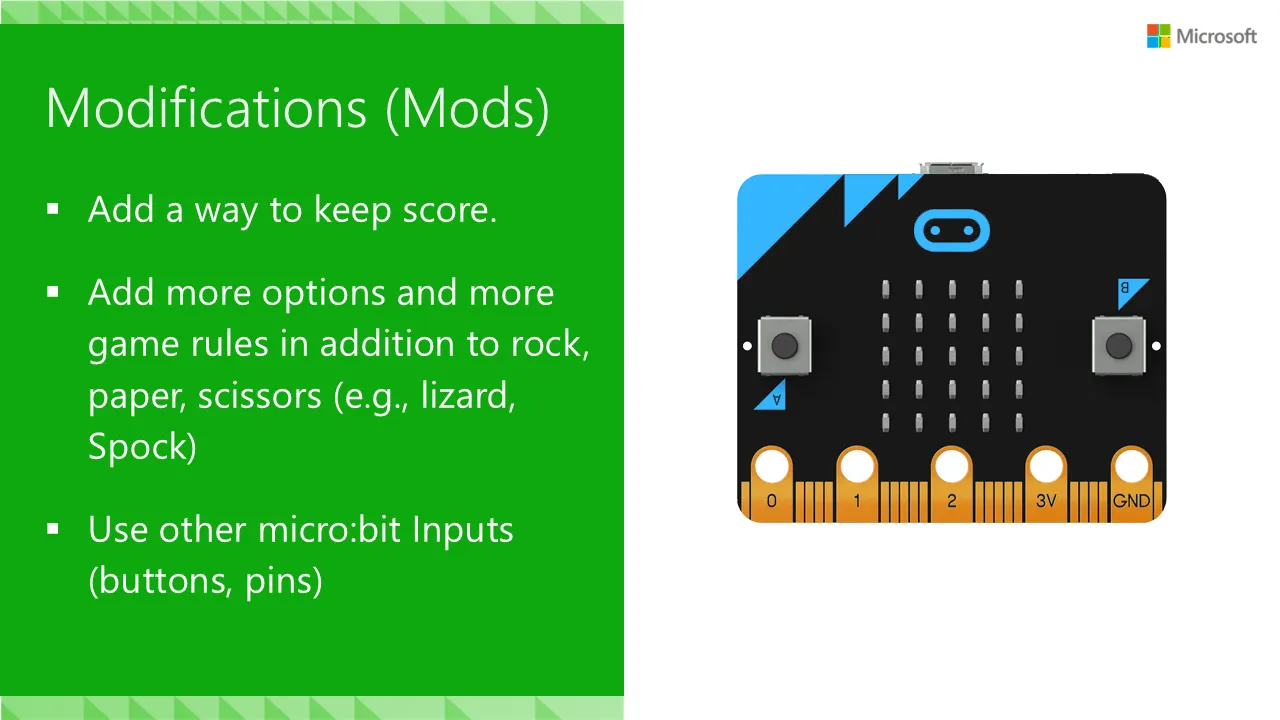 Microsoft
Modifications (Mods)
▪ Add a way to keep score.
▪ Add more options and more
game rules in addition to rock,
paper, scissors (e.g., lizard,
Spock)
▪ Use other micro:bit Inputs
(buttons, pins)
B
A
0 1 2 3V GND